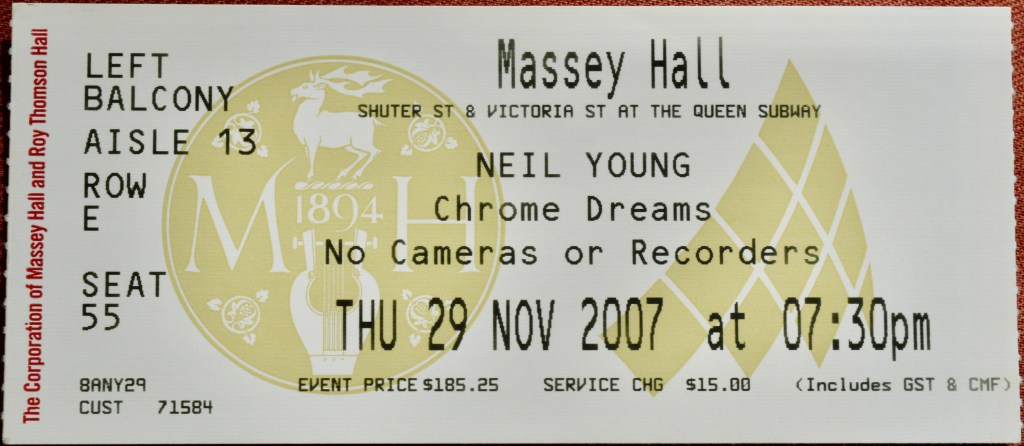 The Corporation of Massey Hall and Roy Thomson Hall
LEFT
BALCONY
AISLE 13
ROW
E
SEAT
55
8ANY29
CUST 71584
Massey Hall
SHUTER ST & VICTORIA ST AT THE QUEEN SUBWAY
NEIL YOUNG
Chrome Dreams
No Cameras or Recorders
THU 29 NOV 2007 at 07:30pm
EVENT PRICE $185.25 SERVICE CHG $15.00 (Includes GST & CMF)
M H
1894